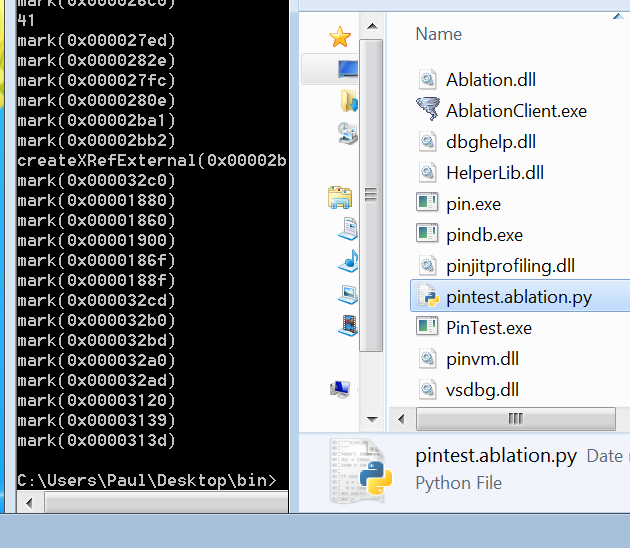 mark(0x000026c0)
41
mark(0x000027ed)
mark(0x0000282e)
mark(0x000027fc)
mark(0x0000280e)
mark(0x00002ba1)
mark(0x00002bb2)
createXRefExternal(0x00002b
mark(0x000032c0)
mark(0x00001880)
mark(0x00001860)
mark(0x00001900)
mark(0x0000186f)
mark(0x0000188f)
mark(0x000032cd)
mark(0x000032b0)
mark(0x000032bd)
mark(0x000032a0)
mark(0x000032ad)
mark(0x00003120)
mark(0x00003139)
mark(0x0000313d)
C:\Users\Paul\Desktop\bin>
Name
Ablation.dll
AblationClient.exe
dbghelp.dll
HelperLib.dll
pin.exe
pindb.exe
pinjitprofiling.dll
pintest.ablation.py
PinTest.exe
pinvm.dll
vsdbg.dll
pintest.ablation.py Date
Python File